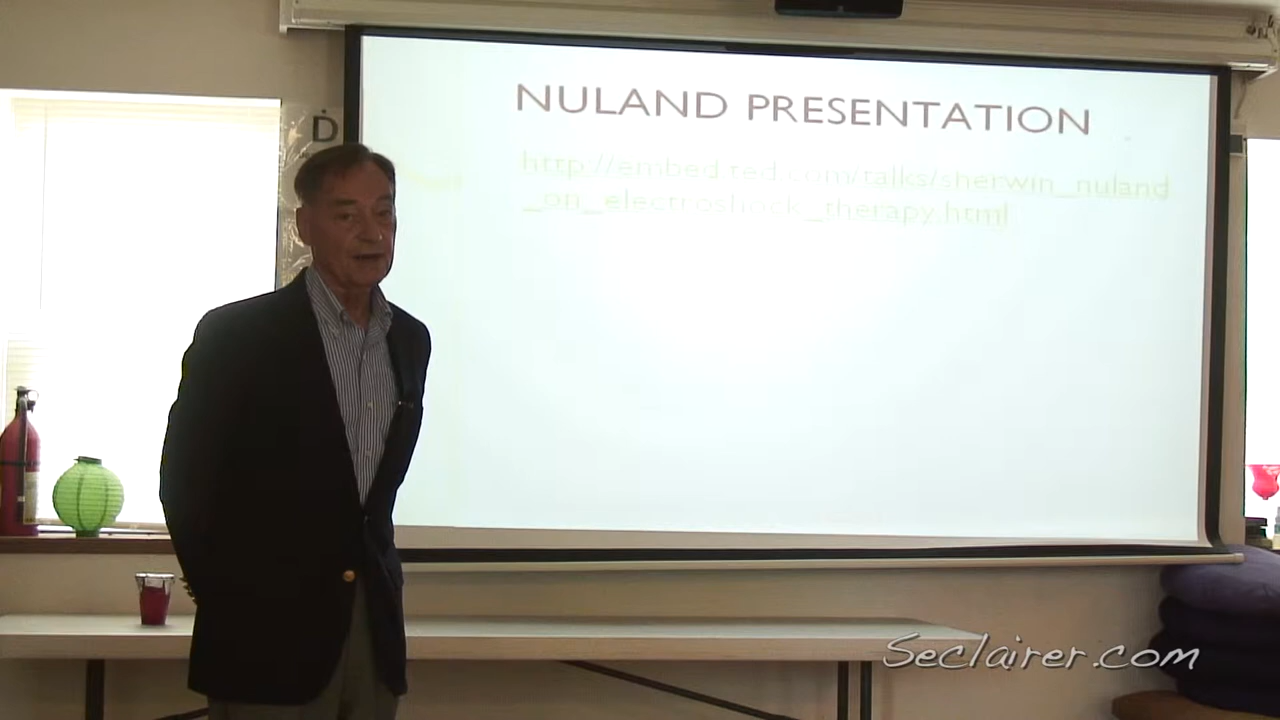 NULAND PRESENTATION
http://embed.ted.com/talks/sherwin_nuland
_on_electroshock_therapy.html
Ḋ
Seclairer.com